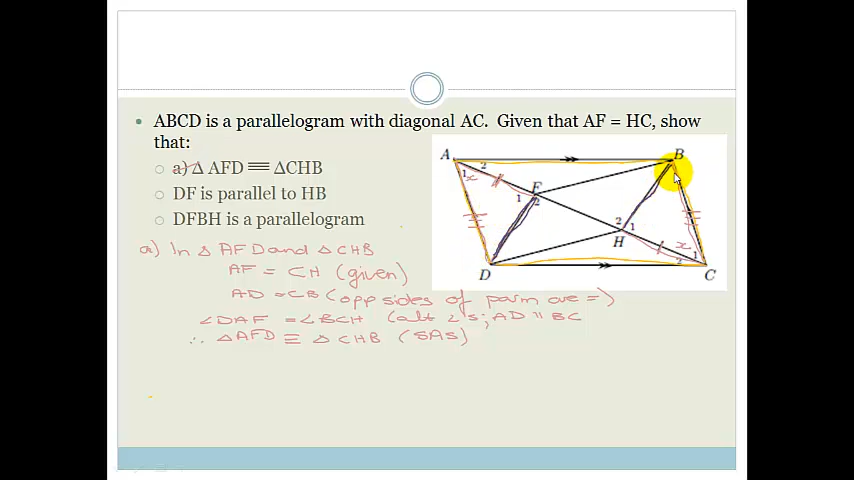 ABCD is a parallelogram with diagonal AC. Given that AF = HC, show
that:
a) Δ AFD ≡ ΔCHB
DF is parallel to HB
DFBH is a parallelogram
A 2 B
1 x F
1 2
2 1
H x 1
D 2 C
a) In Δ AFD and Δ CHB
AF = CH (given)
AD = CB (opp sides of parm are =)
∠DAF = ∠BCH (alt ∠'s; AD || BC
∴ ΔAFD ≡ Δ CHB (SAS)